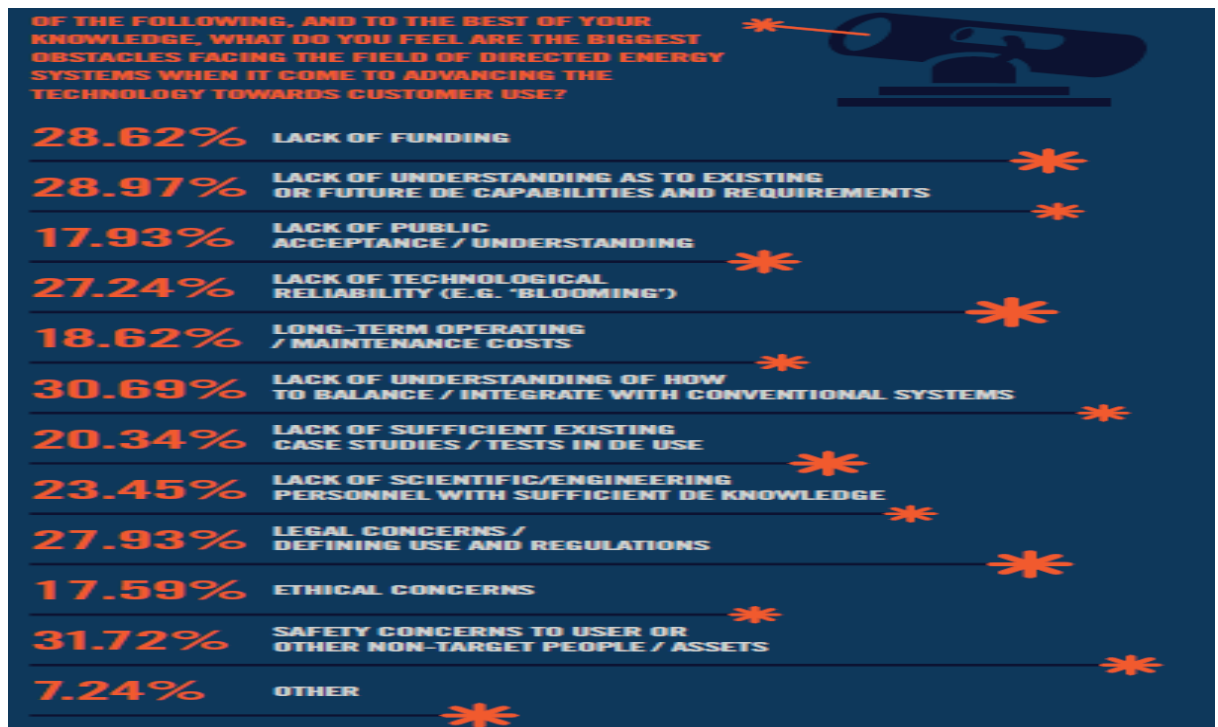 OF THE FOLLOWING, AND TO THE BEST OF YOUR
KNOWLEDGE, WHAT DO YOU FEEL ARE THE BIGGEST
OBSTACLES FACING THE FIELD OF DIRECTED ENERGY
SYSTEMS WHEN IT COME TO ADVANCING THE
TECHNOLOGY TOWARDS CUSTOMER USE?
28.62% LACK OF FUNDING
28.97% LACK OF UNDERSTANDING AS TO EXISTING
OR FUTURE DE CAPABILITIES AND REQUIREMENTS
17.93% LACK OF PUBLIC
ACCEPTANCE / UNDERSTANDING
27.24% LACK OF TECHNOLOGICAL
RELIABILITY (E.G. 'BLOOMING')
18.62% LONG-TERM OPERATING
/ MAINTENANCE COSTS
30.69% LACK OF UNDERSTANDING OF HOW
TO BALANCE / INTEGRATE WITH CONVENTIONAL SYSTEMS
20.34% LACK OF SUFFICIENT EXISTING
CASE STUDIES / TESTS IN DE USE
23.45% LACK OF SCIENTIFIC/ENGINEERING
PERSONNEL WITH SUFFICIENT DE KNOWLEDGE
27.93% LEGAL CONCERNS /
DEFINING USE AND REGULATIONS
17.59% ETHICAL CONCERNS
31.72% SAFETY CONCERNS TO USER OR
OTHER NON-TARGET PEOPLE / ASSETS
7.24% OTHER